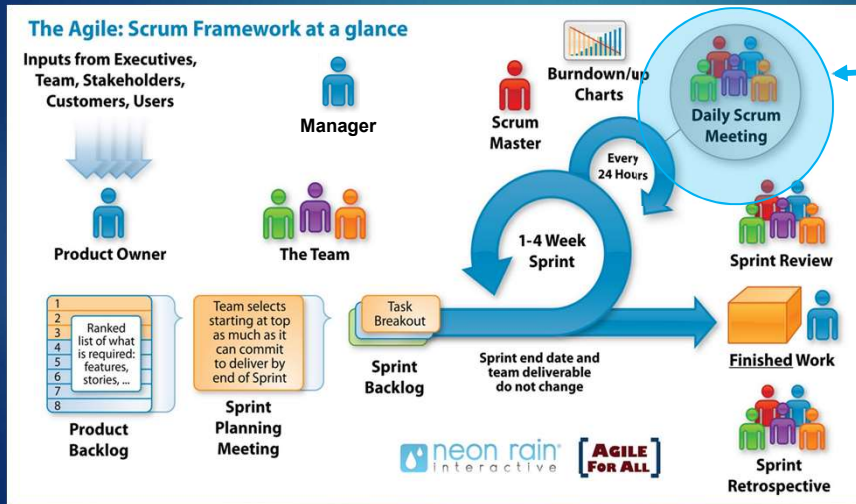 The Agile: Scrum Framework at a glance
Inputs from Executives,
Team, Stakeholders,
Customers, Users
Manager
Scrum
Master
Burndown/up
Charts
Daily Scrum
Meeting
Every
24 Hours
Product Owner
The Team
1-4 Week
Sprint
Sprint Review
1
2
3
4
5
6
7
8
Ranked
list of what
is required:
features,
stories, ...
Product
Backlog
Team selects
starting at top
as much as it
can commit
to deliver by
end of Sprint
Sprint
Planning
Meeting
Task
Breakout
Sprint
Backlog
Sprint end date and
team deliverable
do not change
Finished Work
neon rain®
interactive
AGILE
FOR ALL
Sprint
Retrospective